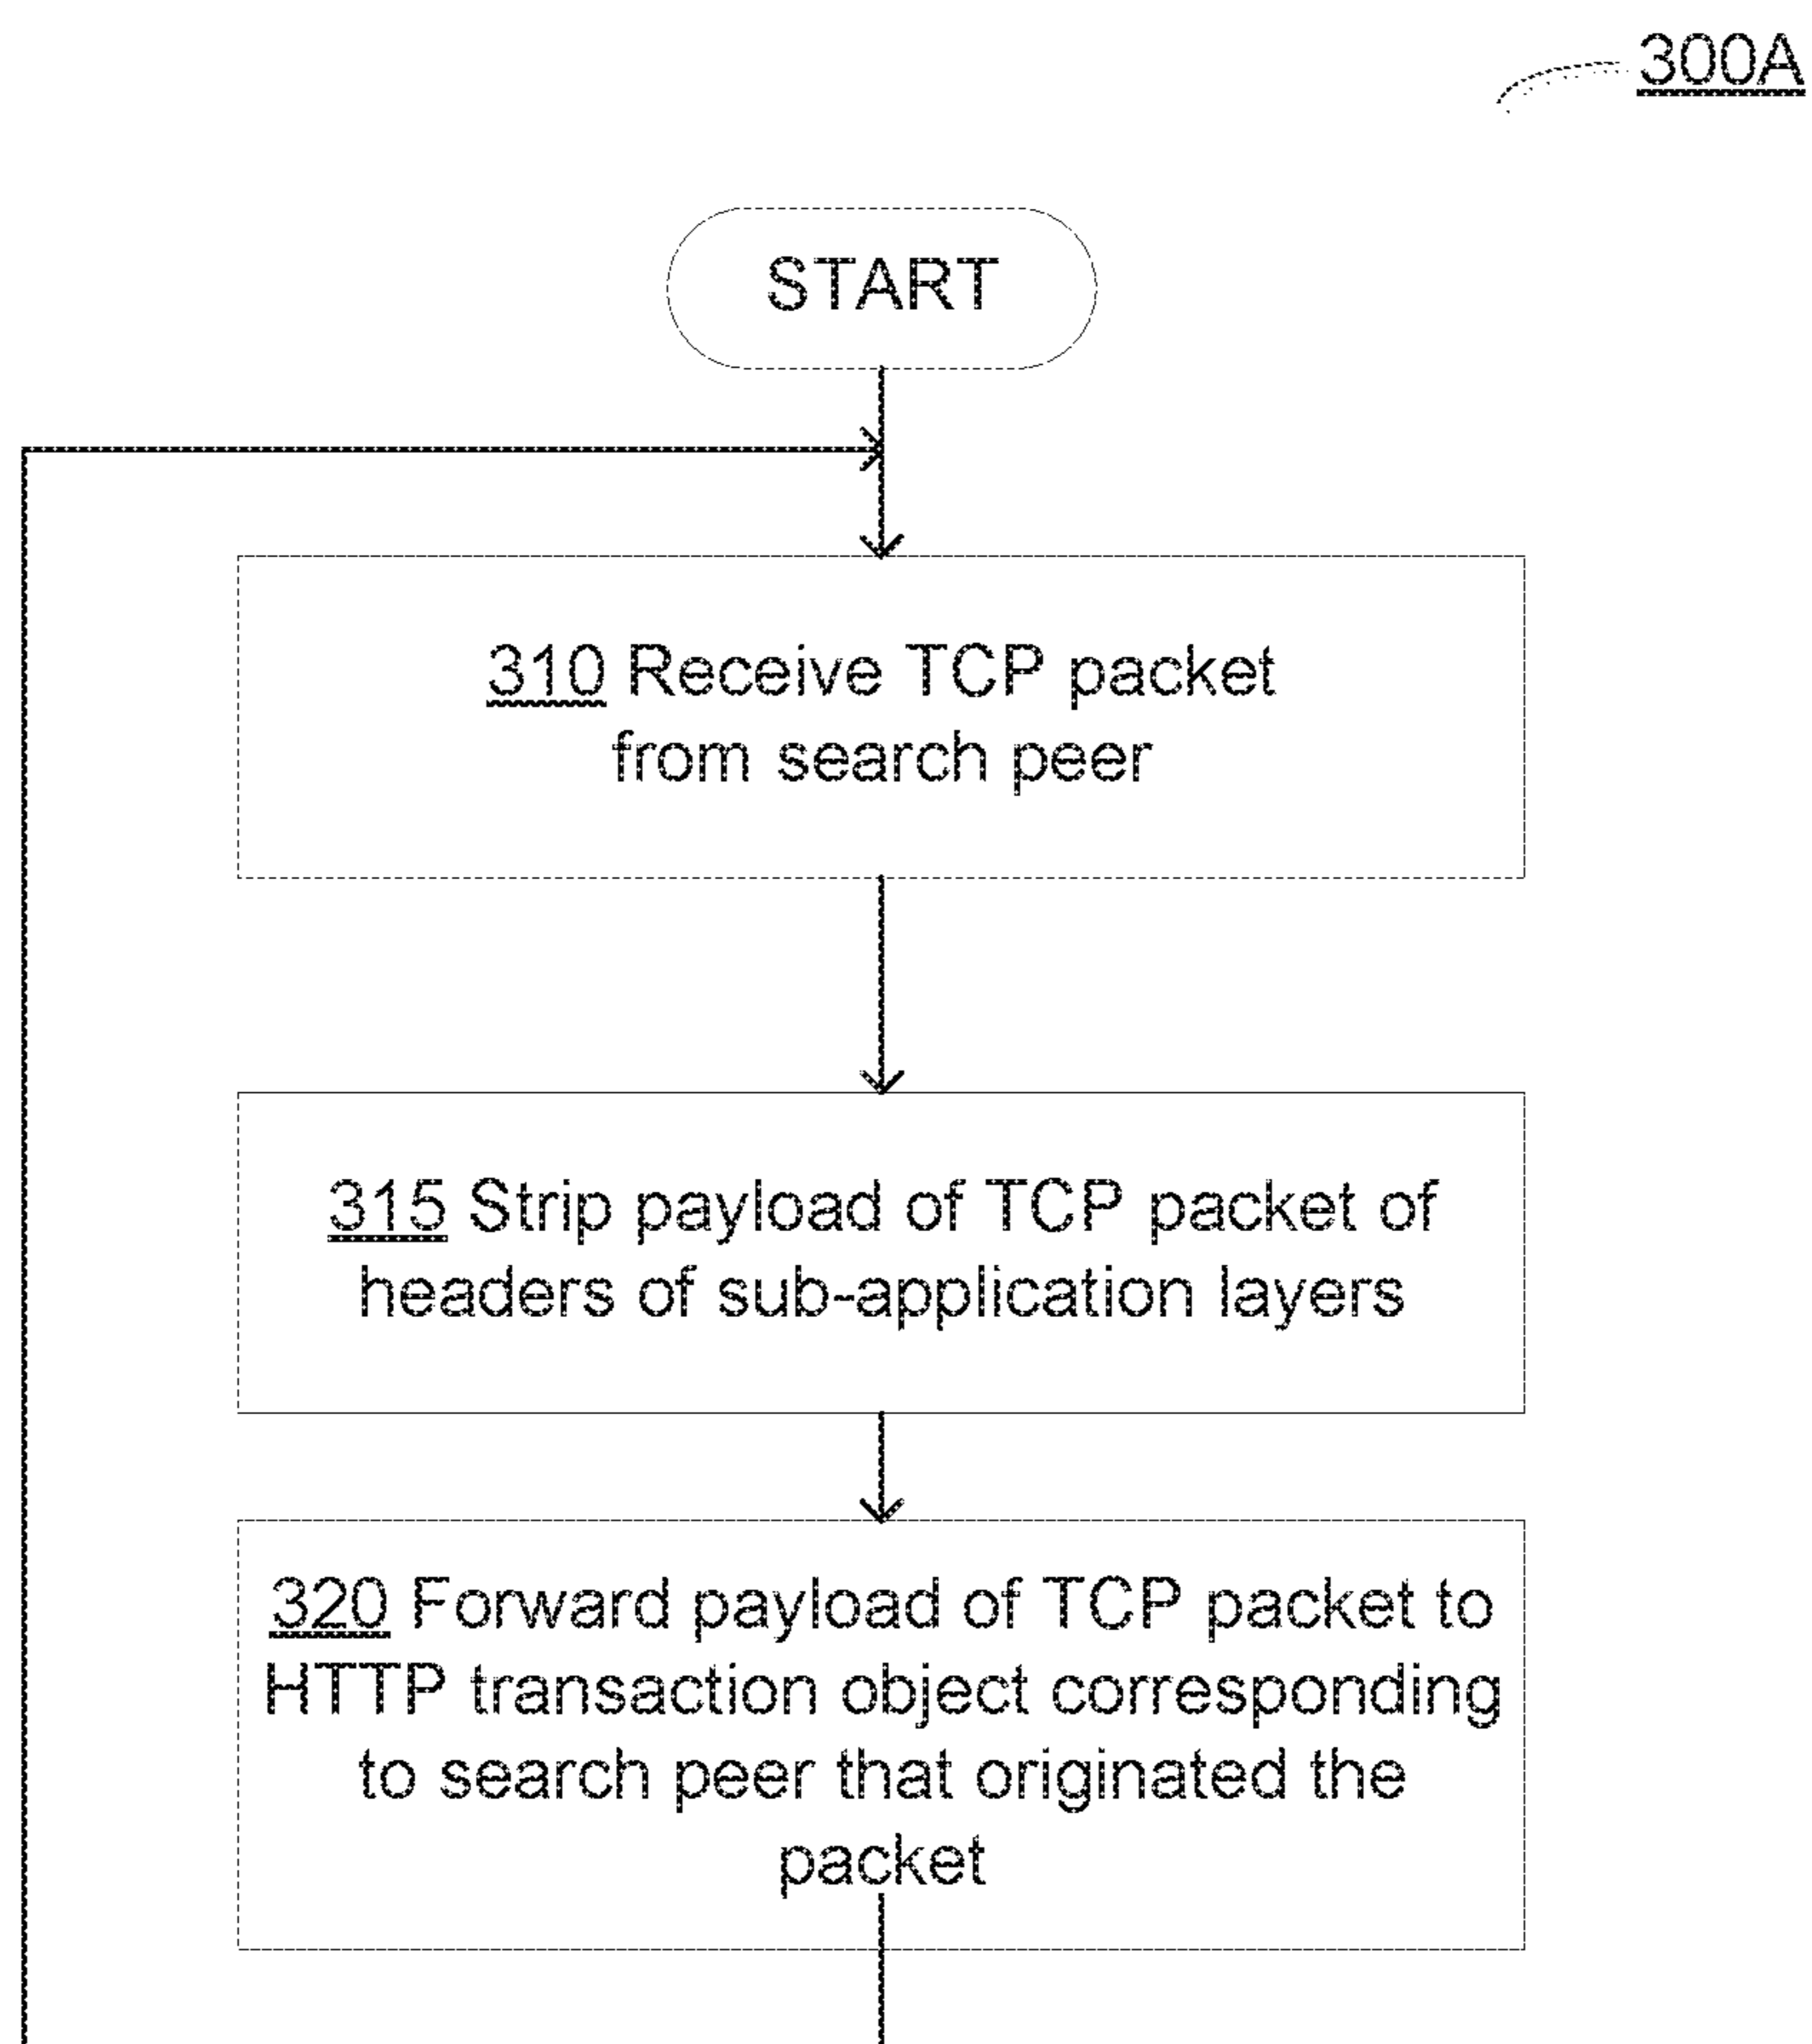 300A
START
310 Receive TCP packet
from search peer
315 Strip payload of TCP packet of
headers of sub-application layers
320 Forward payload of TCP packet to
HTTP transaction object corresponding
to search peer that originated the
packet